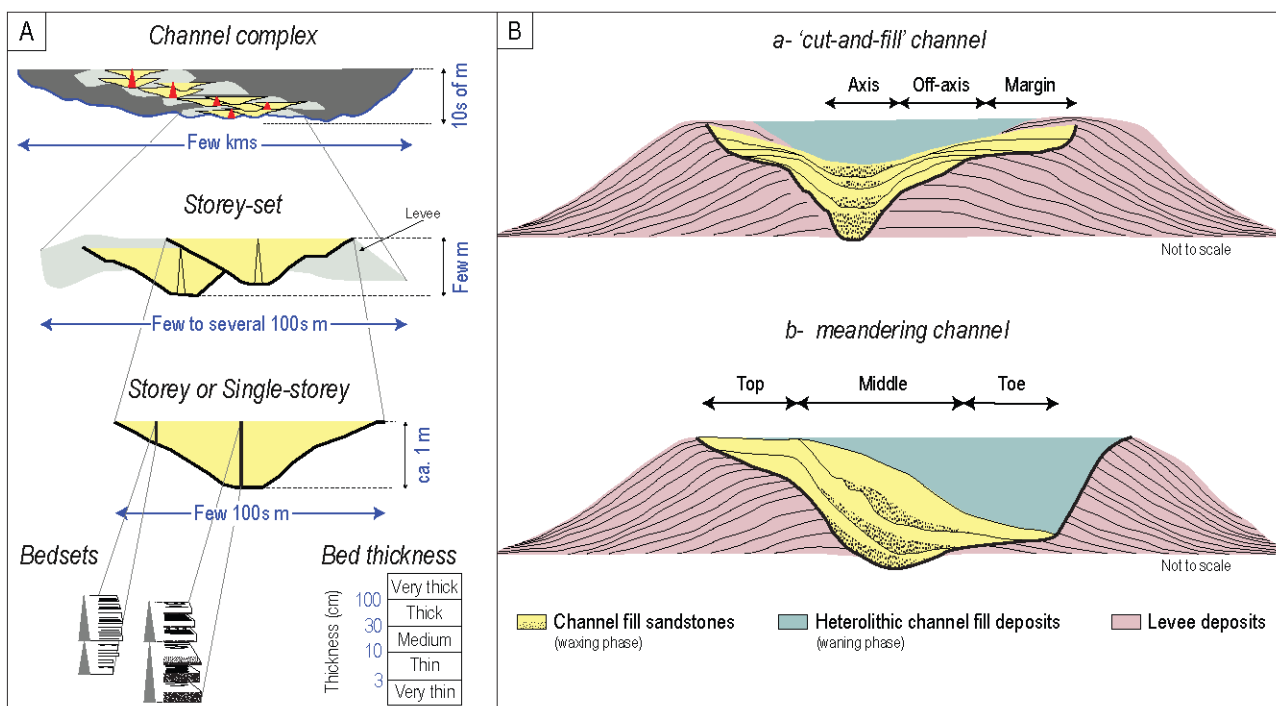 A
Channel complex
10s of m
Few kms
Storey-set
Levee
Few m
Few to several 100s m
Storey or Single-storey
ca. 1 m
Few 100s m
Bedsets
Bed thickness
Thickness (cm)
Very thick
100
Thick
30
Medium
10
Thin
3
Very thin
B
a- ‘cut-and-fill’ channel
Axis Off-axis Margin
Not to scale
b- meandering channel
Top Middle Toe
Not to scale
Channel fill sandstones
(waxing phase)
Heterolithic channel fill deposits
(waning phase)
Levee deposits